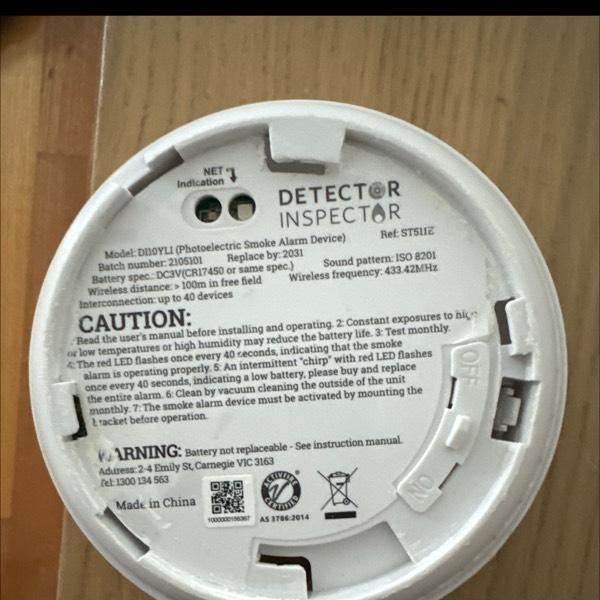 NET
Indication
DETECTOR
INSPECTOR
Model: DI10YLI (Photoelectric Smoke Alarm Device) Ref: ST511E
Batch number: 2105101 Replace by: 2031
Battery spec.: DC3V(CR17450 or same spec.) Sound pattern: ISO 8201
Wireless distance: > 100m in free field Wireless frequency: 433.42MHz
Interconnection: up to 40 devices
CAUTION:
Read the user's manual before installing and operating. 2: Constant exposures to high
or low temperatures or high humidity may reduce the battery life. 3: Test monthly.
4: The red LED flashes once every 40 seconds, indicating that the smoke
alarm is operating properly. 5: An intermittent "chirp" with red LED flashes
once every 40 seconds, indicating a low battery, please buy and replace
the entire alarm. 6: Clean by vacuum cleaning the outside of the unit
monthly. 7: The smoke alarm device must be activated by mounting the
bracket before operation.
WARNING: Battery not replaceable - See instruction manual.
Address: 2-4 Emily St, Carnegie VIC 3163
Tel: 1300 134 563
Made in China
1000000156367
ACTIVFIRE
CERTIFIED
AS 3786:2014
OFF
ON